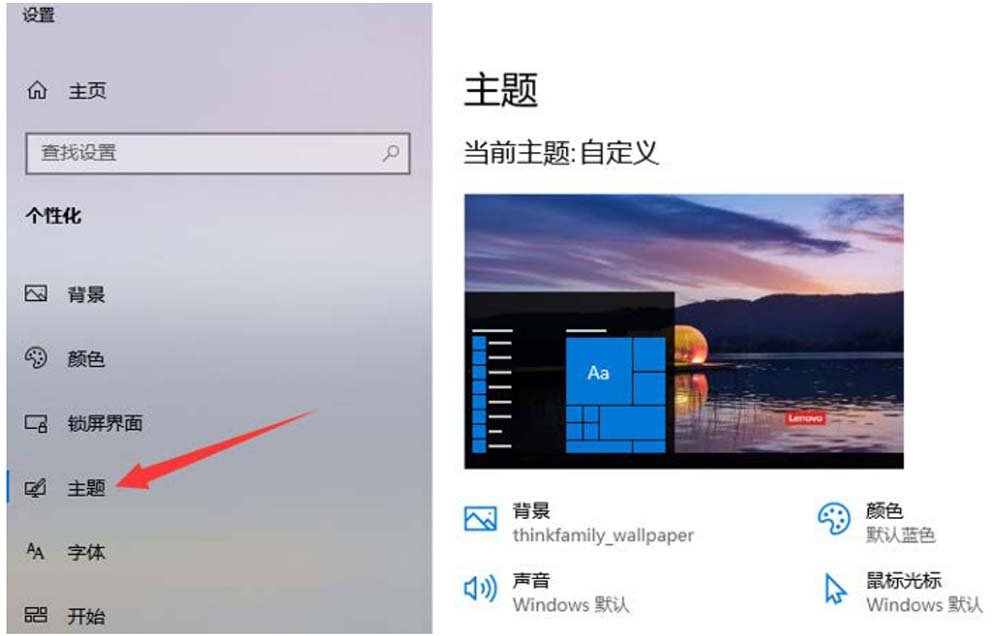 设置
主页
查找设置
个性化
背景
颜色
锁屏界面
主题
字体
开始
主题
当前主题:自定义
Aa
Lenovo
背景
thinkfamily_wallpaper
颜色
默认蓝色
声音
Windows 默认
鼠标光标
Windows 默认